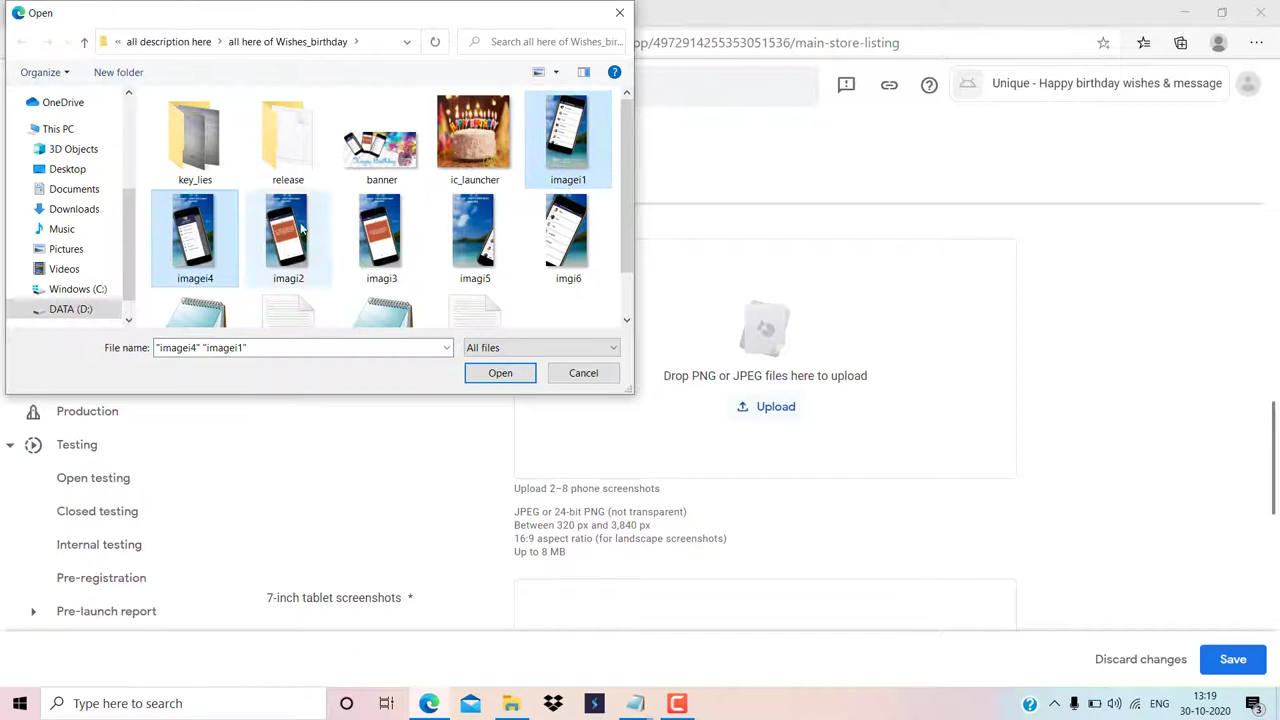 Open
all description here
all here of Wishes_birthday
Search all here of Wishes_bir...
pp/4972914255353051536/main-store-listing
Organize
New folder
Unique - Happy birthday wishes & message
OneDrive
This PC
3D Objects
Desktop
Documents
Downloads
Music
Pictures
Videos
Windows (C:)
DATA (D:)
key_lies
release
banner
ic_launcher
imagei1
imagei4
imagi2
imagi3
imagi5
imgi6
File name:
"imagei4" "imagei1"
All files
Open
Cancel
Drop PNG or JPEG files here to upload
Upload
Production
Testing
Open testing
Closed testing
Internal testing
Pre-registration
Pre-launch report
Upload 2–8 phone screenshots
JPEG or 24-bit PNG (not transparent)
Between 320 px and 3,840 px
16:9 aspect ratio (for landscape screenshots)
Up to 8 MB
7-inch tablet screenshots *
Discard changes
Save
Type here to search
ENG
13:19
30-10-2020
3